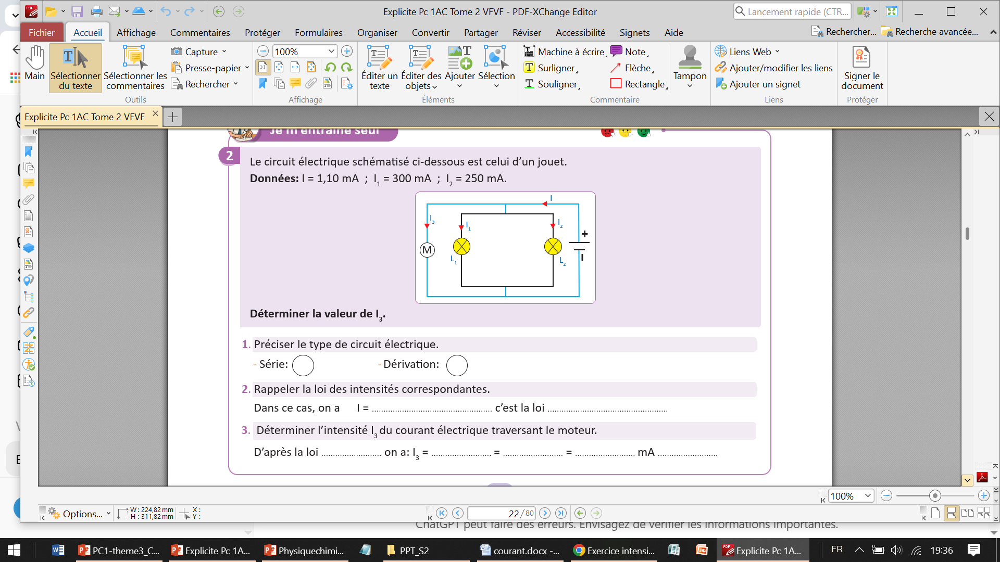 Explicite Pc 1AC Tome 2 VFVF - PDF-XChange Editor
Lancement rapide (CTR...
Fichier Accueil Affichage Commentaires Protéger Formulaires Organiser Convertir Partager Réviser Accessibilité Signets Aide
Rechercher... Recherche avancée...
Main
Sélectionner du texte
Sélectionner les commentaires
Capture
Presse-papier
Rechercher
Outils
100%
1:1
Affichage
Éditer un texte
Éditer des objets
Ajouter
Sélection
Éléments
Machine à écrire
Surligner
Souligner
Note
Flèche
Rectangle
Tampon
Commentaire
Liens Web
Ajouter/modifier les liens
Ajouter un signet
Liens
Signer le document
Protéger
Explicite Pc 1AC Tome 2 VFVF
Je m'entraîne seul
2
Le circuit électrique schématisé ci-dessous est celui d’un jouet.
Données: I = 1,10 mA ; I1 = 300 mA ; I2 = 250 mA.
I
I3
I1
I2
+
M
L1
L2
I
Déterminer la valeur de I3.
1. Préciser le type de circuit électrique.
- Série: - Dérivation:
2. Rappeler la loi des intensités correspondantes.
Dans ce cas, on a I = ........................ c’est la loi ........................
3. Déterminer l’intensité I3 du courant électrique traversant le moteur.
D’après la loi ............ on a: I3 = ............ = ............ = ............ mA ............
100%
Options...
W : 224,82 mm
H : 311,82 mm
X :
Y :
22 / 80
ChatGPT peut faire des erreurs. Envisagez de vérifier les informations importantes.
PC1-theme3_C...
Explicite Pc 1A...
Physiquechimi...
PPT_S2
courant.docx -...
Exercice intensi...
Explicite Pc 1A...
FR
19:36